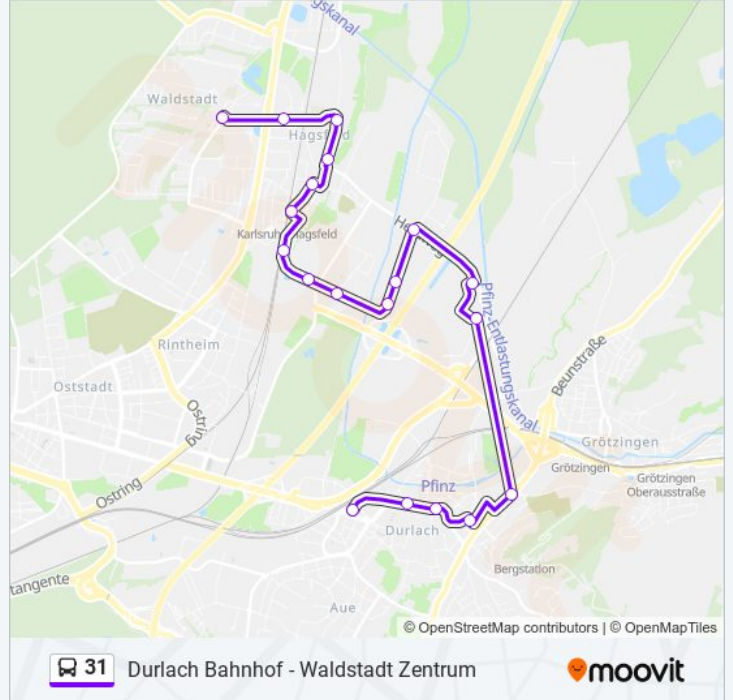 gskanal
Waldstadt
Hagsfeld
Karlsruhe Hagsfeld
Pfinz-Entlastungskanal
Rintheim
Beunstraße
Oststadt
Ostring
Grötzingen
Grötzingen
Grötzingen
Oberausstraße
Ostring
Pfinz
Durlach
Bergstation
tangente
Aue
© OpenStreetMap contributors | © OpenMapTiles
31 Durlach Bahnhof - Waldstadt Zentrum
moovit